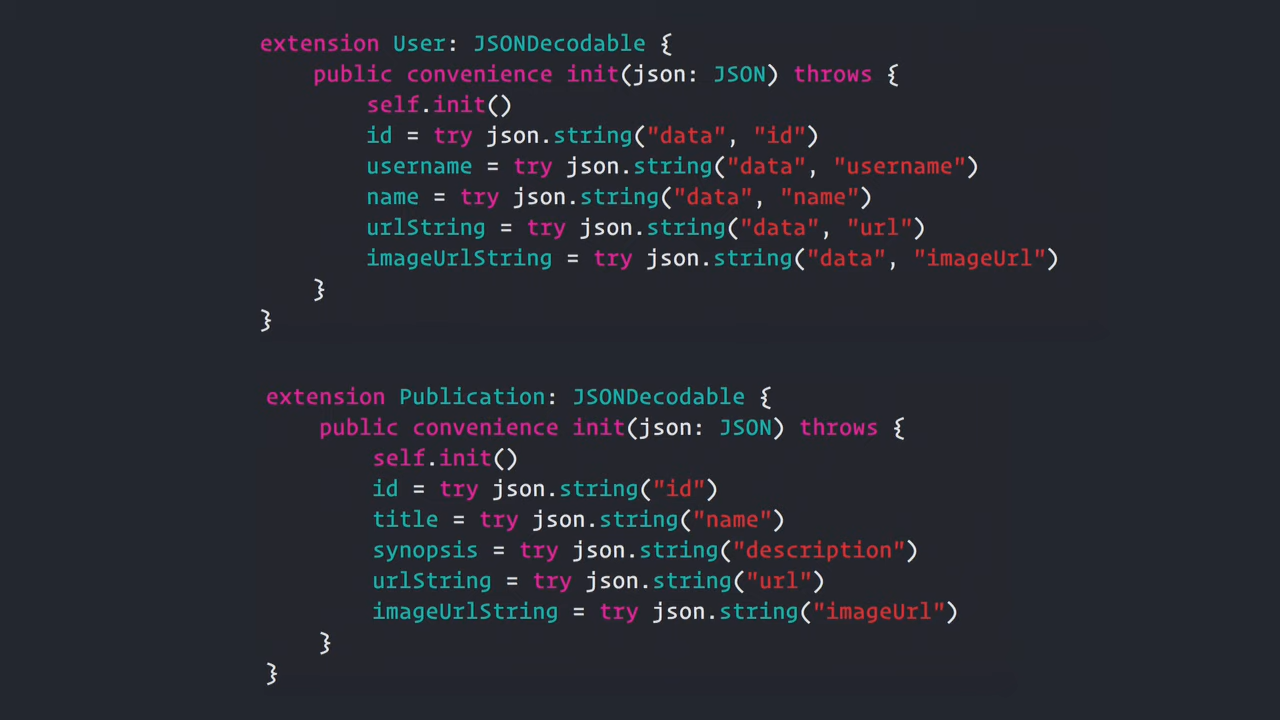 extension User: JSONDecodable {
    public convenience init(json: JSON) throws {
        self.init()
        id = try json.string("data", "id")
        username = try json.string("data", "username")
        name = try json.string("data", "name")
        urlString = try json.string("data", "url")
        imageUrlString = try json.string("data", "imageUrl")
    }
}
extension Publication: JSONDecodable {
    public convenience init(json: JSON) throws {
        self.init()
        id = try json.string("id")
        title = try json.string("name")
        synopsis = try json.string("description")
        urlString = try json.string("url")
        imageUrlString = try json.string("imageUrl")
    }
}